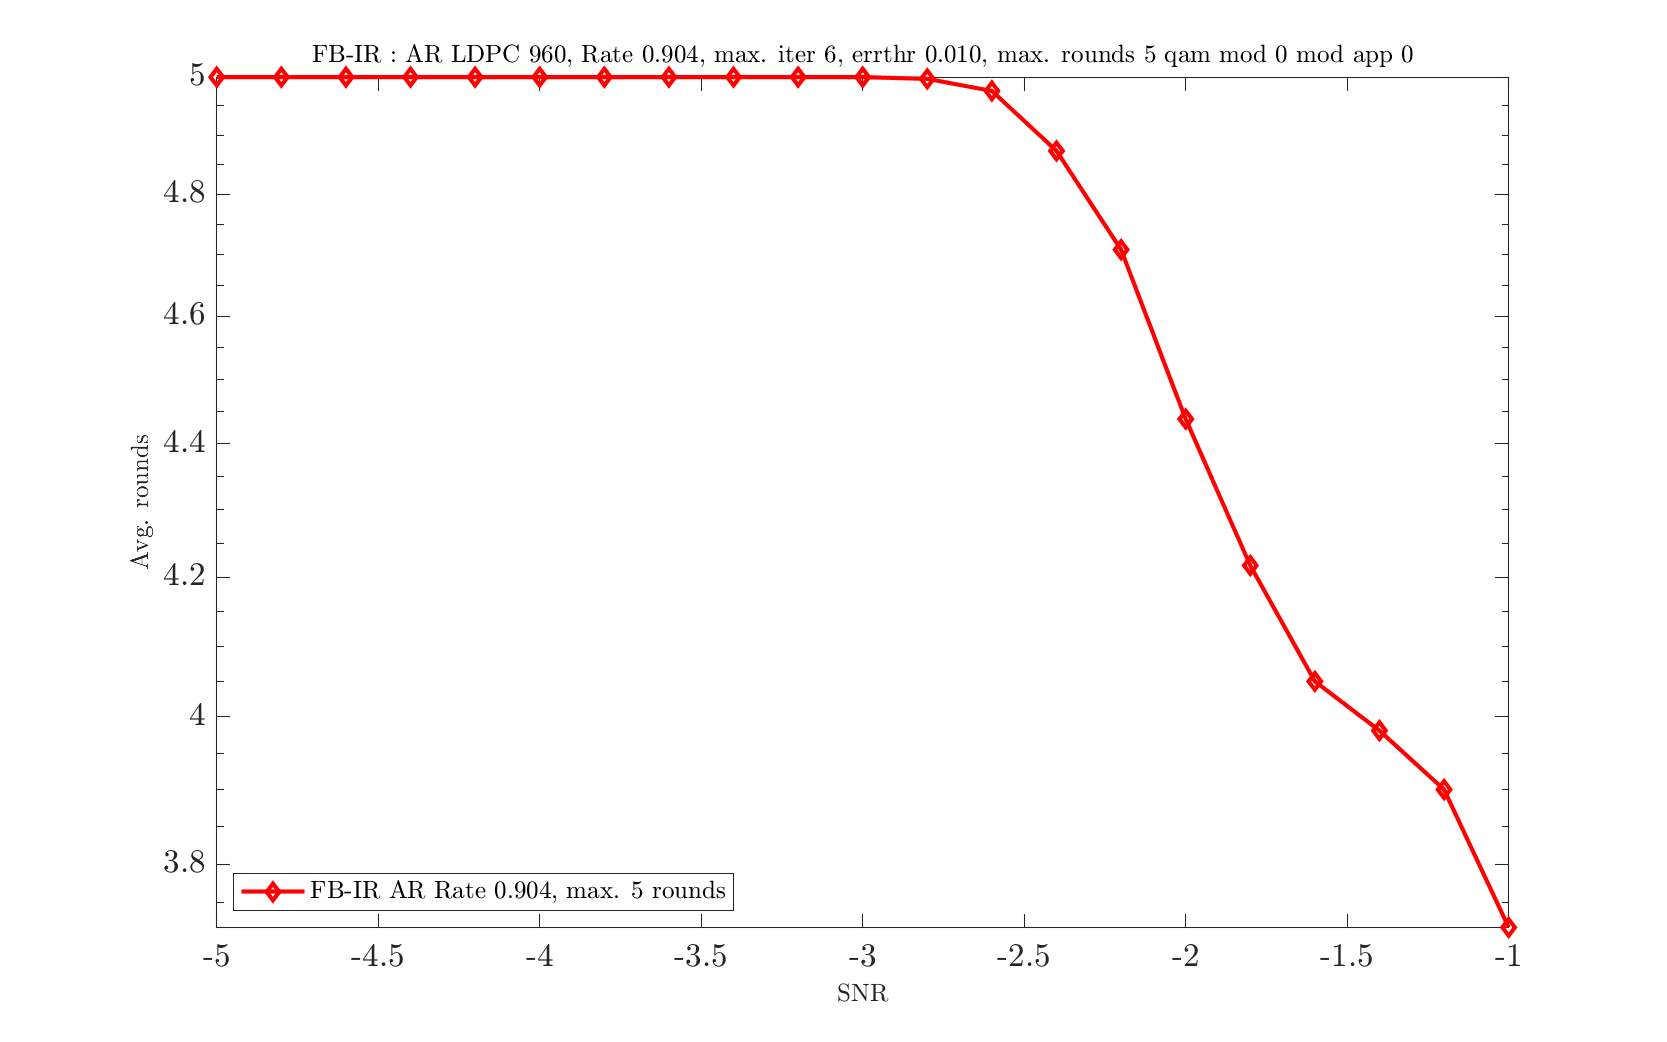 FB-IR : AR LDPC 960, Rate 0.904, max. iter 6, errthr 0.010, max. rounds 5 qam mod 0 mod app 0
5
4.8
4.6
4.4
4.2
4
3.8
Avg. rounds
FB-IR AR Rate 0.904, max. 5 rounds
-5 -4.5 -4 -3.5 -3 -2.5 -2 -1.5 -1
SNR